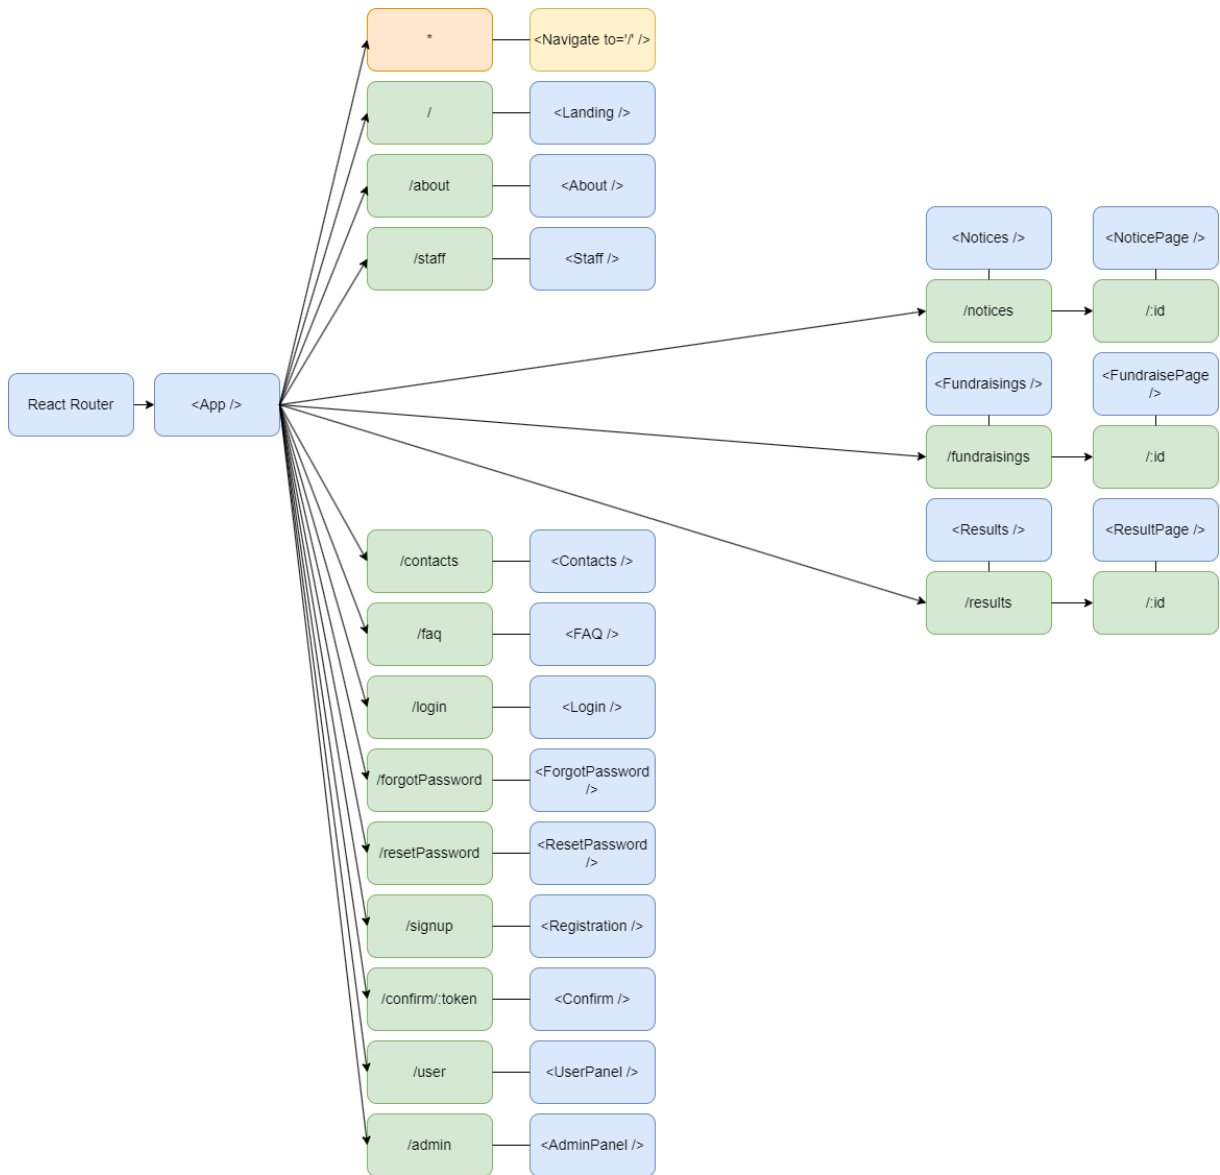 *
<Navigate to='/' />
/
<Landing />
/about
<About />
/staff
<Staff />
<Notices />
<NoticePage />
/notices
/:id
<Fundraisings />
<FundraisePage
/>
React Router
<App />
/fundraisings
/:id
<Results />
<ResultPage />
/results
/:id
/contacts
<Contacts />
/faq
<FAQ />
/login
<Login />
/forgotPassword
<ForgotPassword
/>
/resetPassword
<ResetPassword
/>
/signup
<Registration />
/confirm/:token
<Confirm />
/user
<UserPanel />
/admin
<AdminPanel />